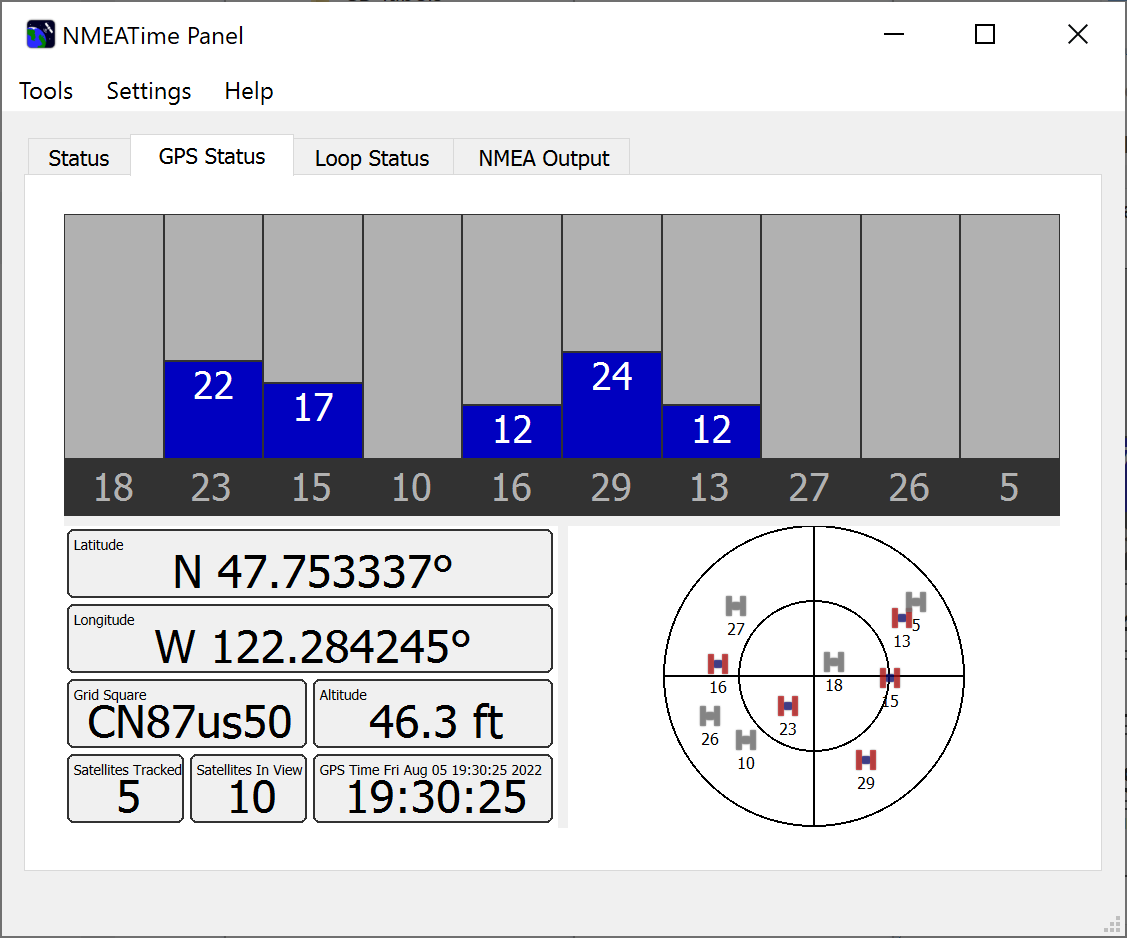 NMEATime Panel
Tools Settings Help
Status GPS Status Loop Status NMEA Output
22 17 12 24 12
18 23 15 10 16 29 13 27 26 5
Latitude
N 47.753337°
Longitude
W 122.284245°
Grid Square
CN87us50
Altitude
46.3 ft
Satellites Tracked
5
Satellites In View
10
GPS Time Fri Aug 05 19:30:25 2022
19:30:25
27
5
13
16
18
15
23
26
10
29